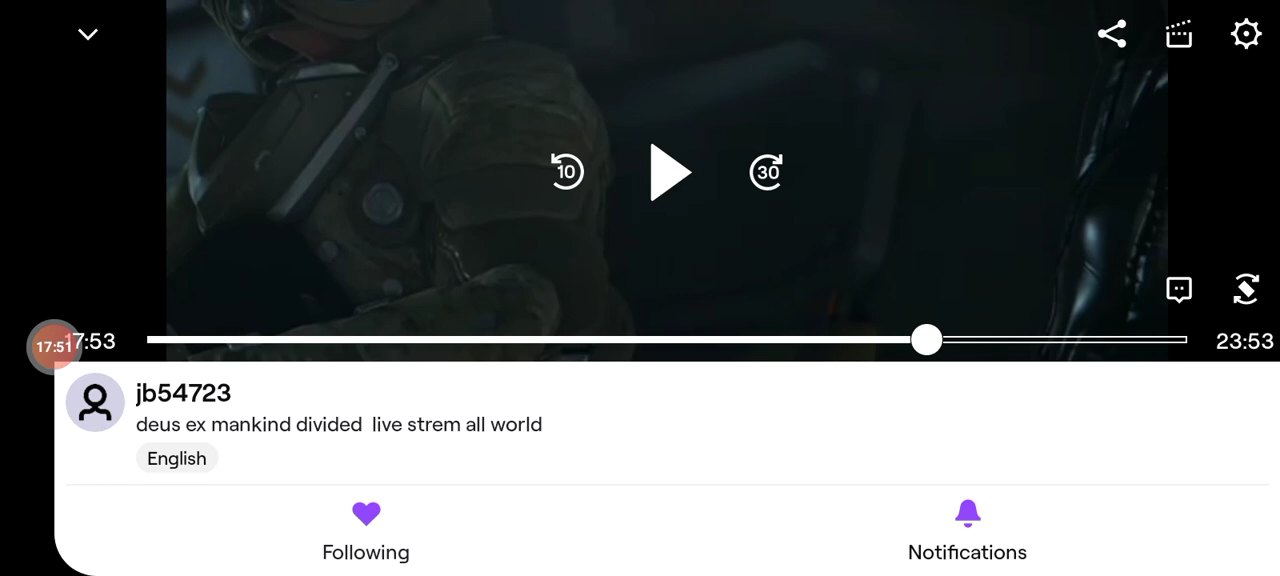 10
30
17:51
17:53
23:53
jb54723
deus ex mankind divided  live strem all world
English
Following
Notifications